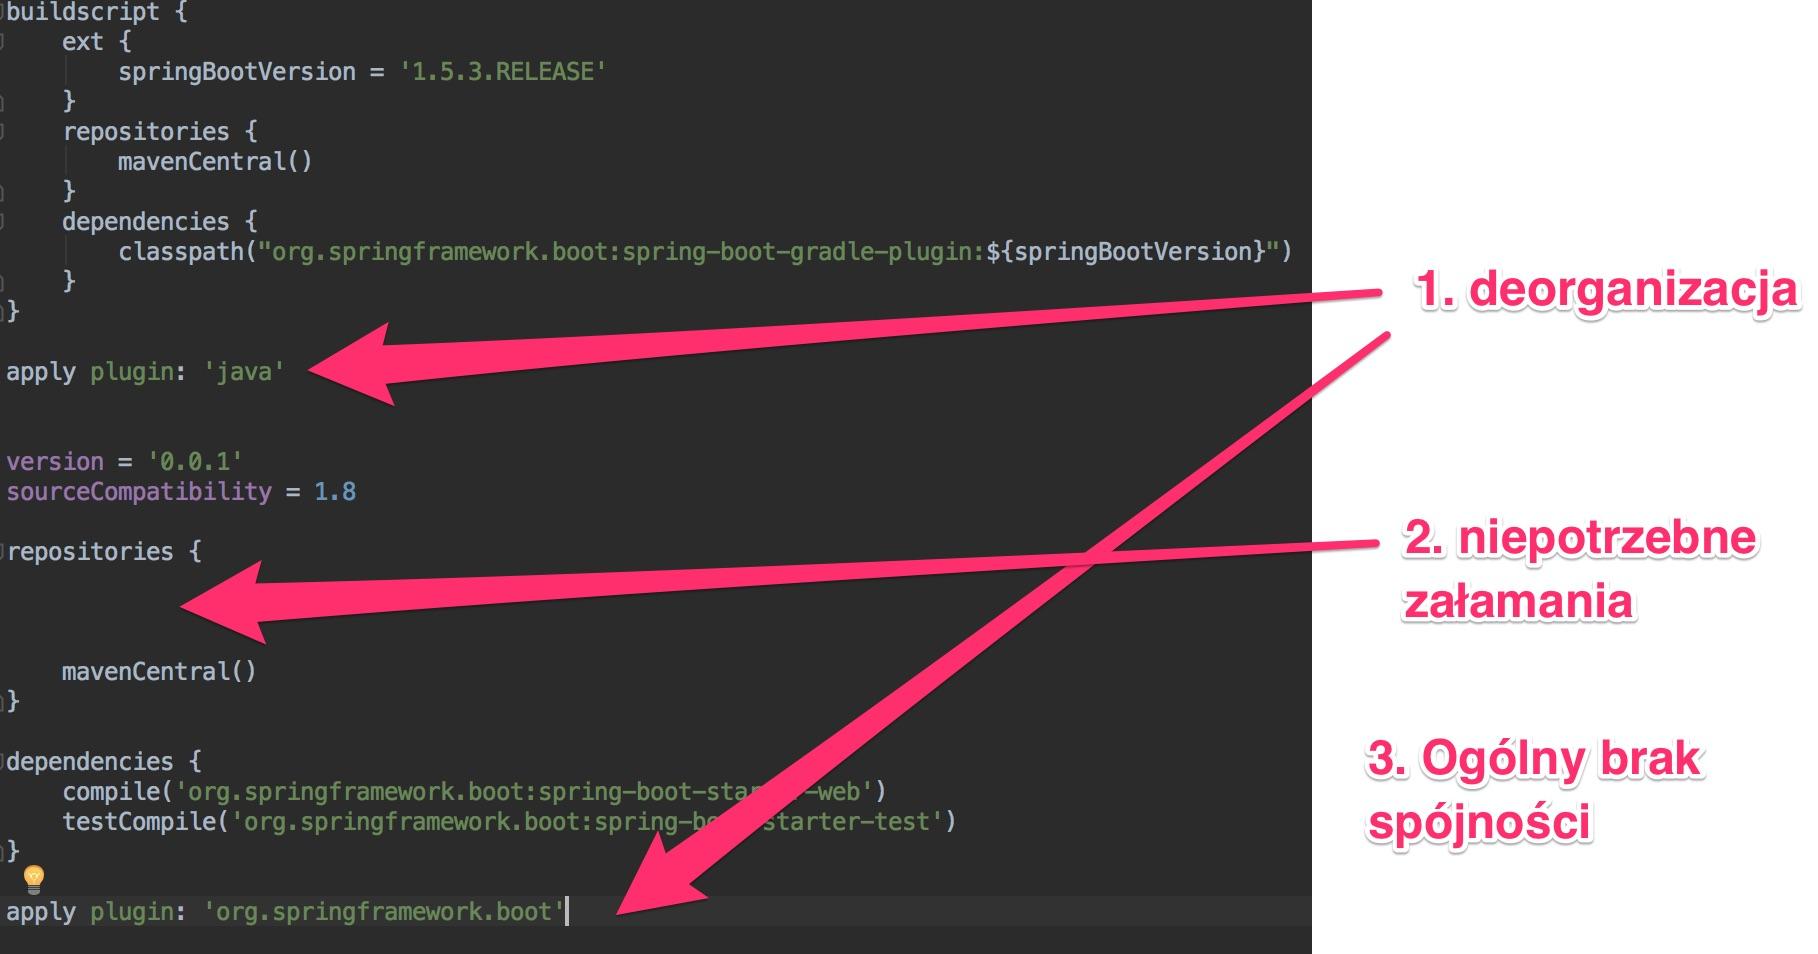 buildscript {
    ext {
        springBootVersion = '1.5.3.RELEASE'
    }
    repositories {
        mavenCentral()
    }
    dependencies {
        classpath("org.springframework.boot:spring-boot-gradle-plugin:${springBootVersion}")
    }
}
apply plugin: 'java'
version = '0.0.1'
sourceCompatibility = 1.8
repositories {
    mavenCentral()
}
dependencies {
    compile('org.springframework.boot:spring-boot-starter-web')
    testCompile('org.springframework.boot:spring-boot-starter-test')
}
apply plugin: 'org.springframework.boot'
1. deorganizacja
2. niepotrzebne
załamania
3. Ogólny brak
spójności